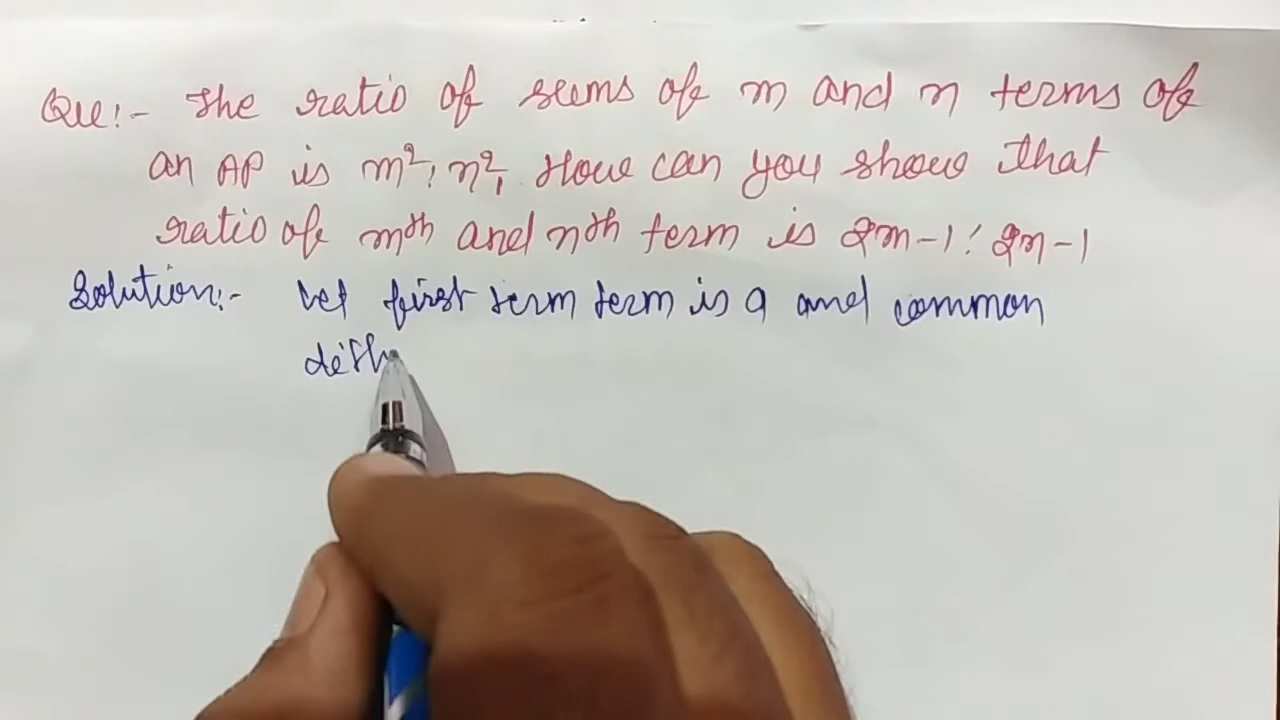 Que:- The ratio of sums of m and n terms of
an AP is m²:n², How can you show that
ratio of mth and nth term is 2m-1:2n-1
Solution:- Let first term term is a and common